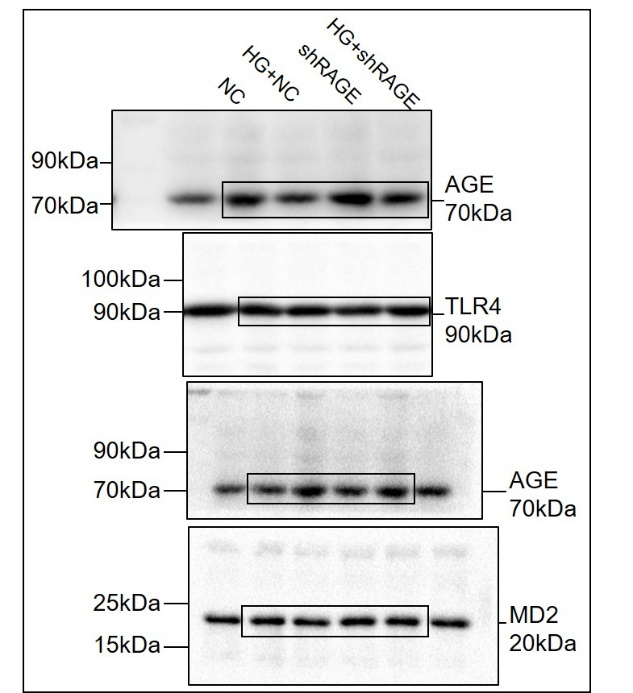 NC
HG+NC
shRAGE
HG+shRAGE
90kDa
70kDa
AGE
70kDa
100kDa
90kDa
TLR4
90kDa
90kDa
70kDa
AGE
70kDa
25kDa
15kDa
MD2
20kDa